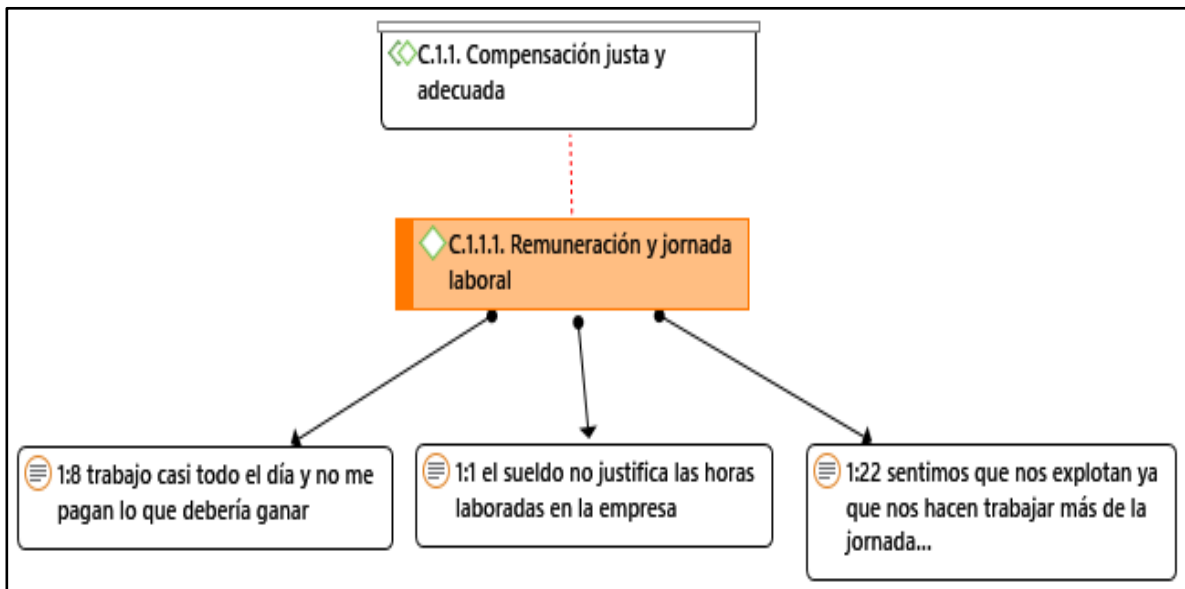 C.1.1. Compensación justa y
adecuada
C.1.1.1. Remuneración y jornada
laboral
1:8 trabajo casi todo el día y no me
pagan lo que debería ganar
1:1 el sueldo no justifica las horas
laboradas en la empresa
1:22 sentimos que nos explotan ya
que nos hacen trabajar más de la
jornada...